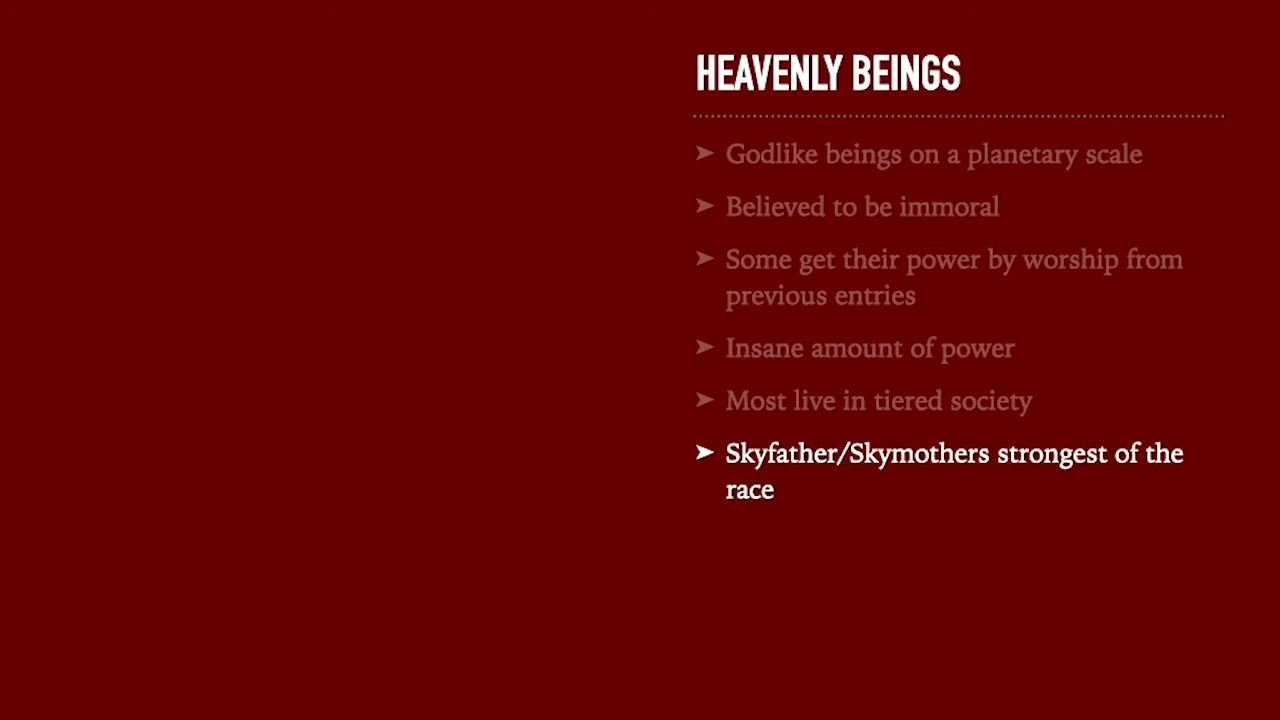 HEAVENLY BEINGS
➤ Godlike beings on a planetary scale
➤ Believed to be immoral
➤ Some get their power by worship from
previous entries
➤ Insane amount of power
➤ Most live in tiered society
➤ Skyfather/Skymothers strongest of the
race